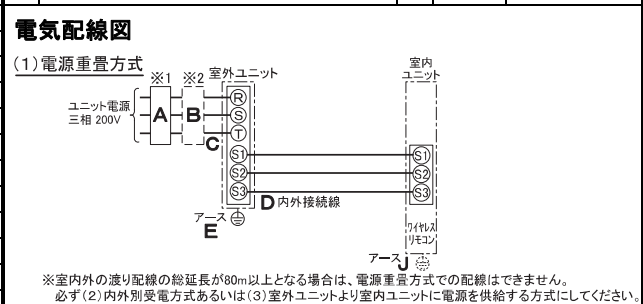 電気配線図
(1)電源重畳方式
※1
※2
室外ユニット
室内
ユニット
ユニット電源
三相 200V
A
B
C
R
S
T
S1
S2
S3
S1
S2
S3
D 内外接続線
アース
E
ワイヤレス
リモコン
アース J
※室内外の渡り配線の総延長が80m以上となる場合は、電源重畳方式での配線はできません。
必ず(2)内外別受電方式あるいは(3)室外ユニットより室内ユニットに電源を供給する方式にしてください。